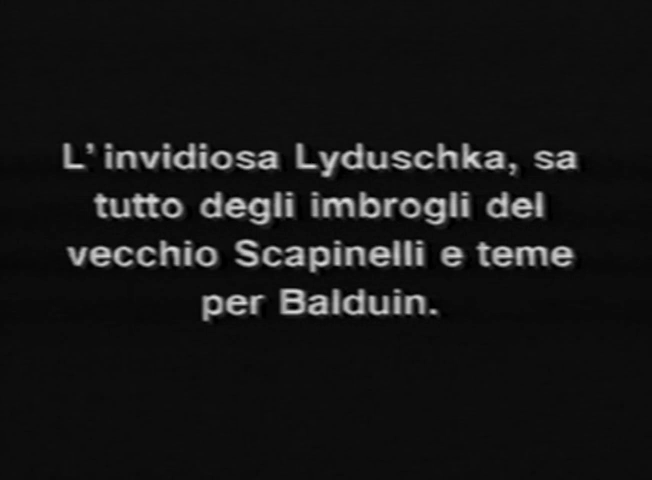 L' invidiosa Lyduschka, sa
tutto degli imbrogli del
vecchio Scapinelli e teme
per Balduin.